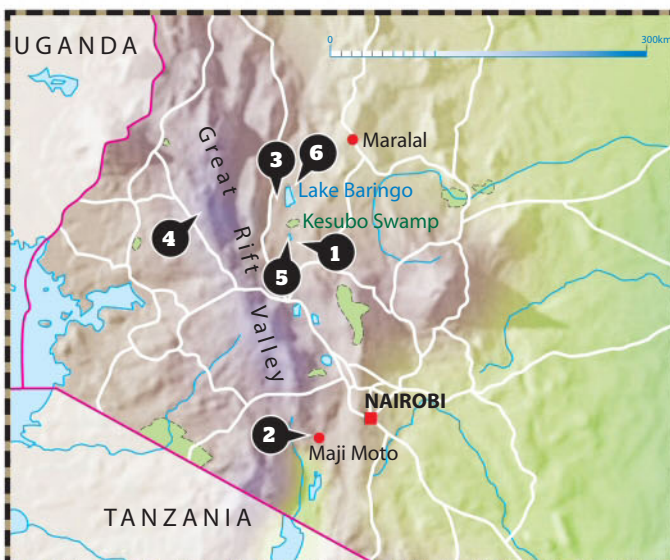 UGANDA
0
300km
Maralal
3
6
Lake Baringo
Great Rift Valley
Kesubo Swamp
4
1
5
NAIROBI
2
Maji Moto
TANZANIA